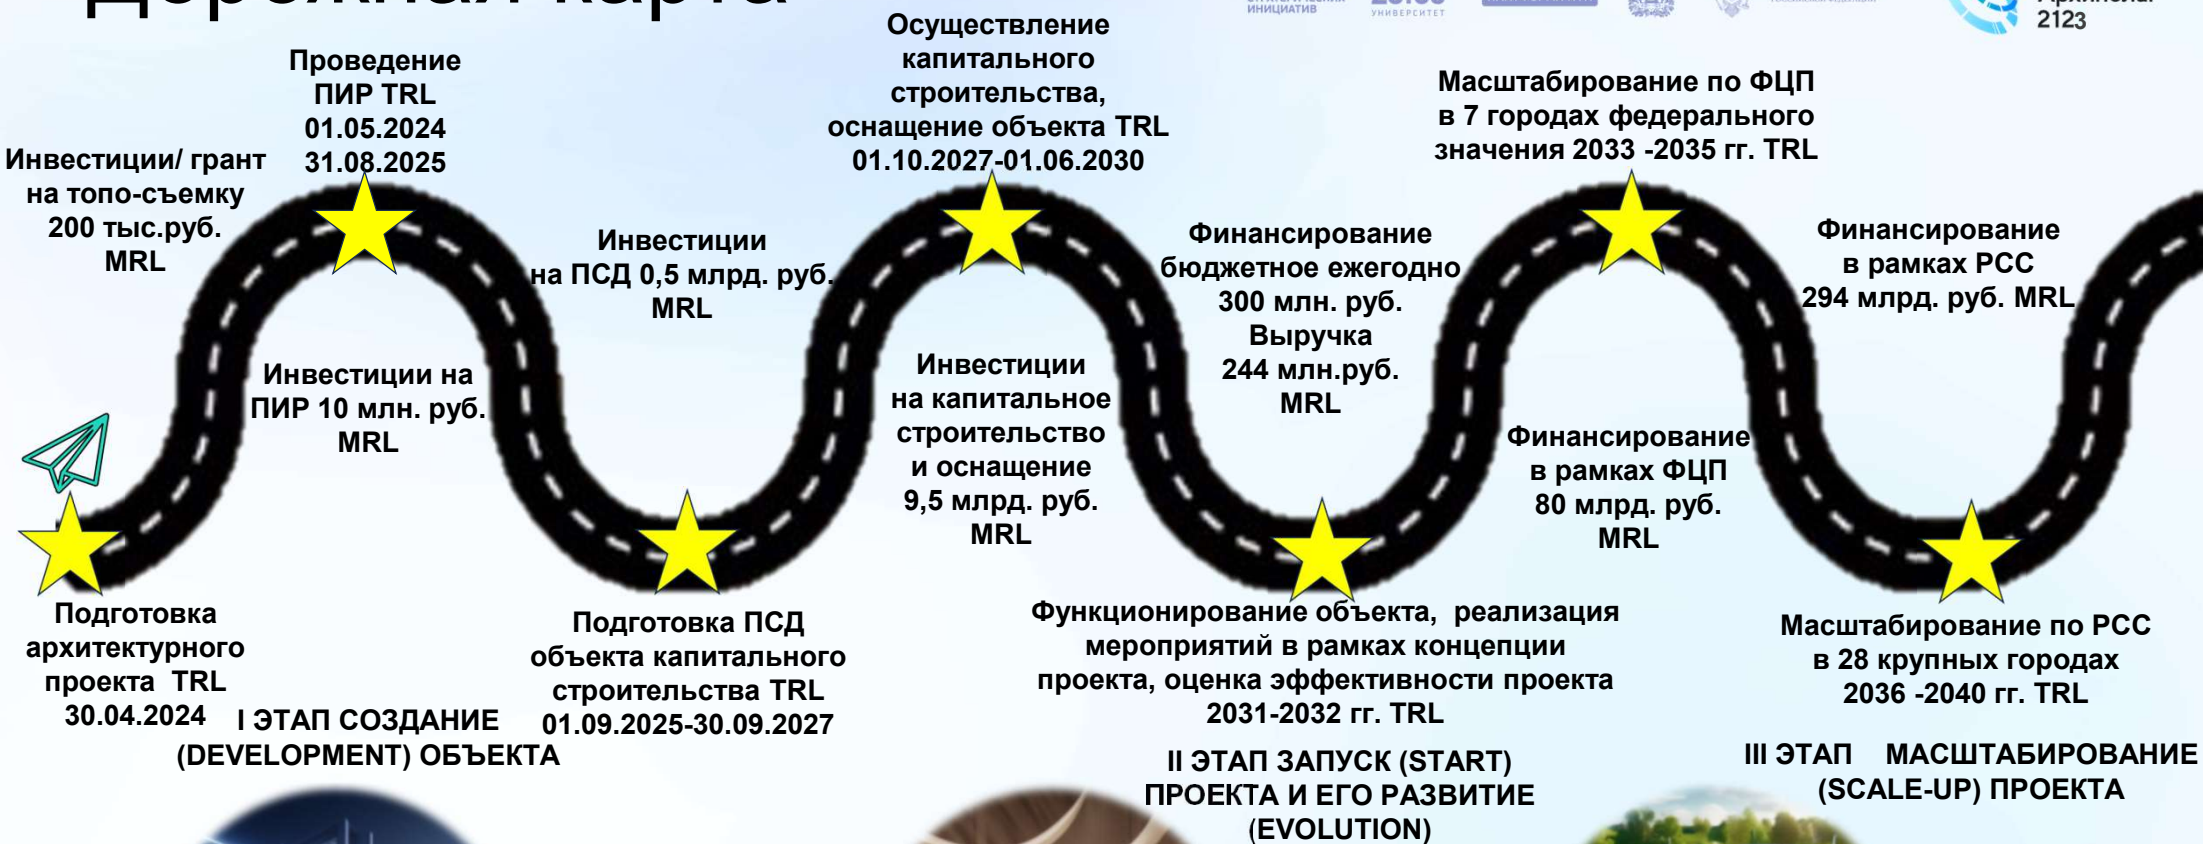 Дорожная карта
ИНИЦИАТИВ
УНИВЕРСИТЕТ
2123
Инвестиции/ грант
на топо-съемку
200 тыс.руб.
MRL
Проведение
ПИР TRL
01.05.2024
31.08.2025
Инвестиции на
ПИР 10 млн. руб.
MRL
Подготовка
архитектурного
проекта TRL
30.04.2024
I ЭТАП СОЗДАНИЕ
(DEVELOPMENT) ОБЪЕКТА
Инвестиции
на ПСД 0,5 млрд. руб.
MRL
Подготовка ПСД
объекта капитального
строительства TRL
01.09.2025-30.09.2027
Осуществление
капитального
строительства,
оснащение объекта TRL
01.10.2027-01.06.2030
Инвестиции
на капитальное
строительство
и оснащение
9,5 млрд. руб.
MRL
Финансирование
бюджетное ежегодно
300 млн. руб.
Выручка
244 млн.руб.
MRL
Функционирование объекта, реализация
мероприятий в рамках концепции
проекта, оценка эффективности проекта
2031-2032 гг. TRL
II ЭТАП ЗАПУСК (START)
ПРОЕКТА И ЕГО РАЗВИТИЕ
(EVOLUTION)
Масштабирование по ФЦП
в 7 городах федерального
значения 2033 -2035 гг. TRL
Финансирование
в рамках ФЦП
80 млрд. руб.
MRL
Финансирование
в рамках РСС
294 млрд. руб. MRL
Масштабирование по РСС
в 28 крупных городах
2036 -2040 гг. TRL
III ЭТАП МАСШТАБИРОВАНИЕ
(SCALE-UP) ПРОЕКТА